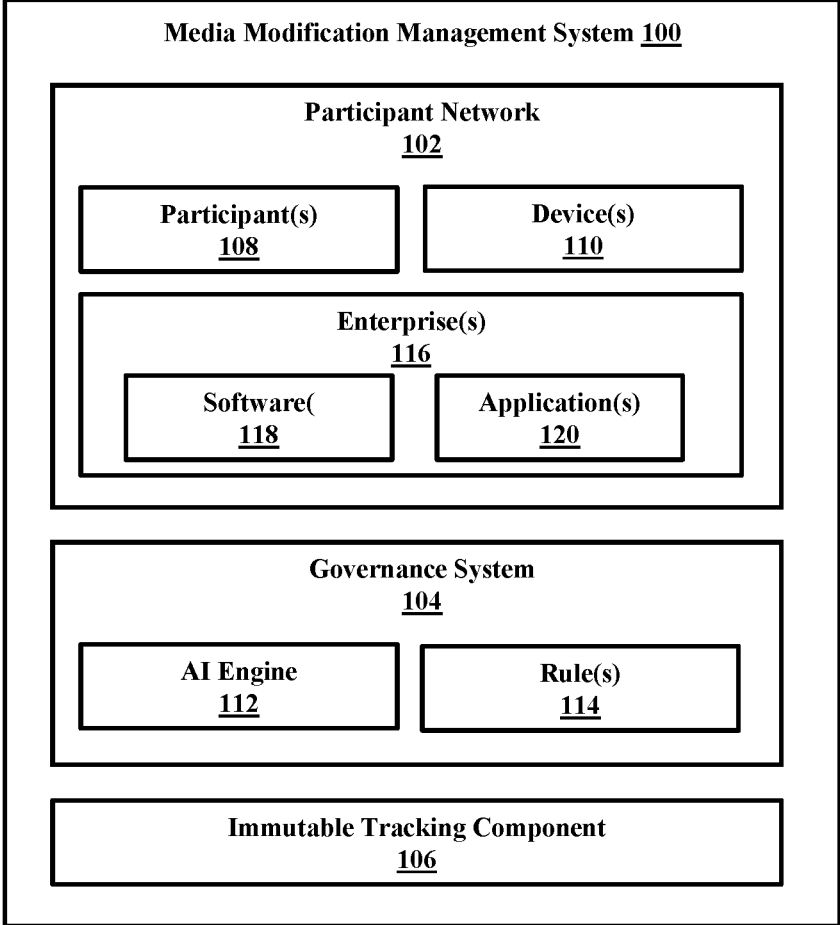 Media Modification Management System 100
Participant Network
102
Participant(s)
108
Device(s)
110
Enterprise(s)
116
Software(
118
Application(s)
120
Governance System
104
AI Engine
112
Rule(s)
114
Immutable Tracking Component
106